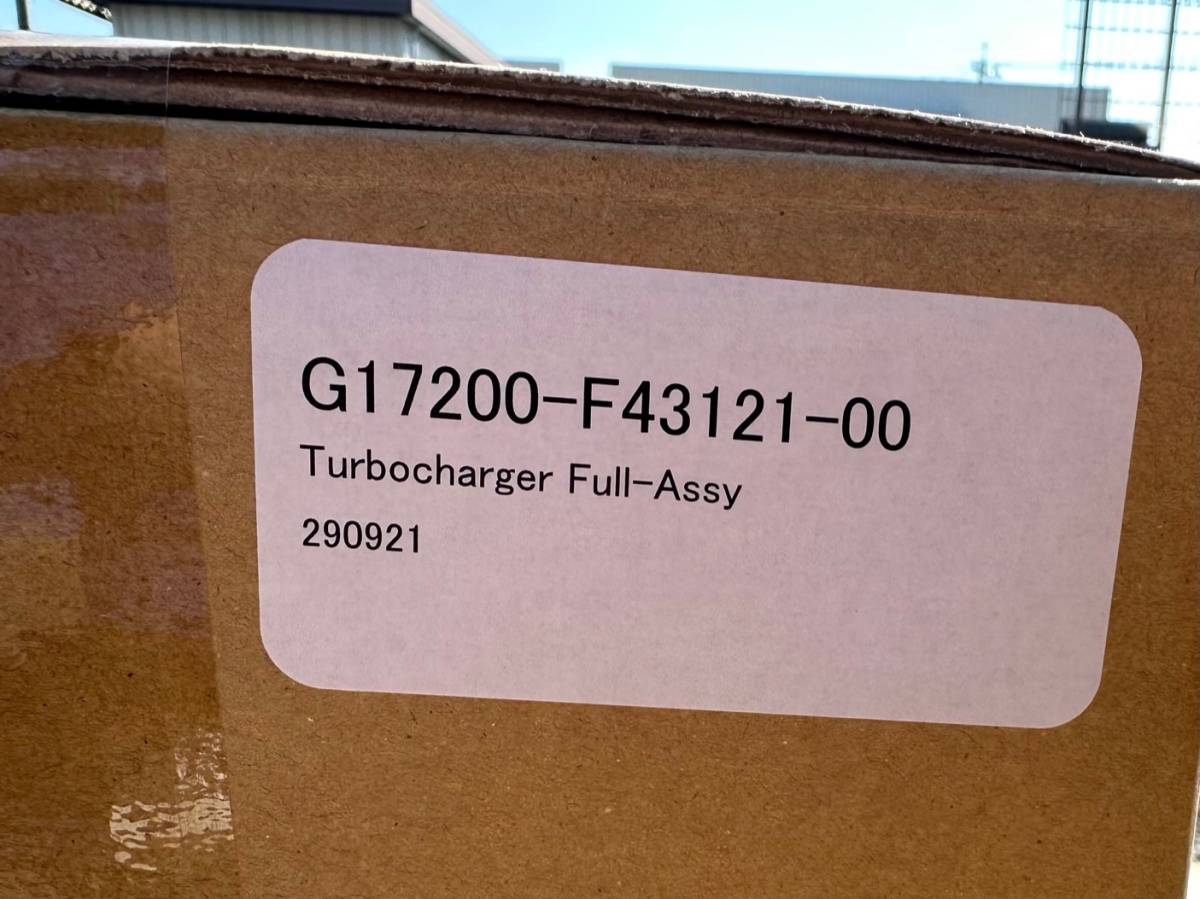 G17200-F43121-00
Turbocharger Full-Assy
290921